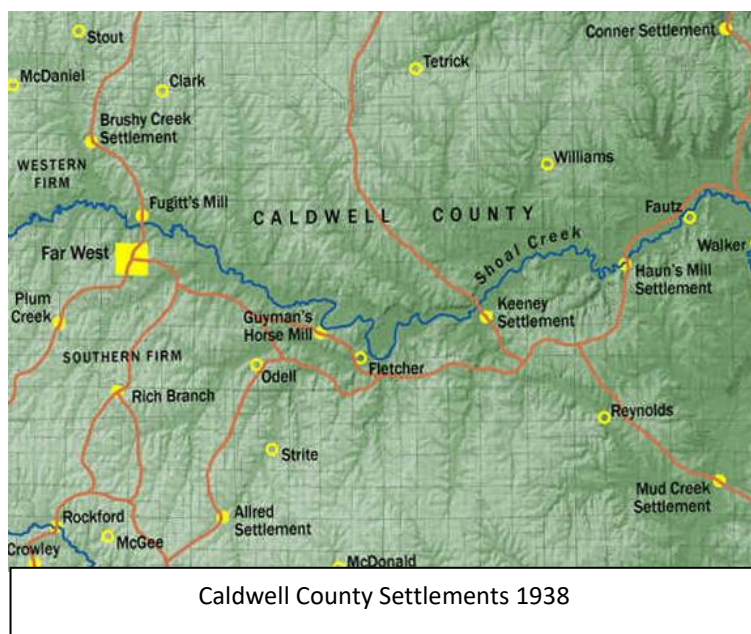 Stout
Conner Settlement
Tetrick
McDaniel
Clark
Brushy Creek
Settlement
Williams
WESTERN
FIRM
Fugitt's Mill
CALDWELL COUNTY
Fautz
Far West
Shoal Creek
Walker
Haun's Mill
Settlement
Plum
Creek
Guyman's
Horse Mill
Keeney
Settlement
SOUTHERN FIRM
Odell
Fletcher
Rich Branch
Reynolds
Strite
Mud Creek
Settlement
Rockford
Allred
Settlement
McGee
Crowley
McDonald
Caldwell County Settlements 1938